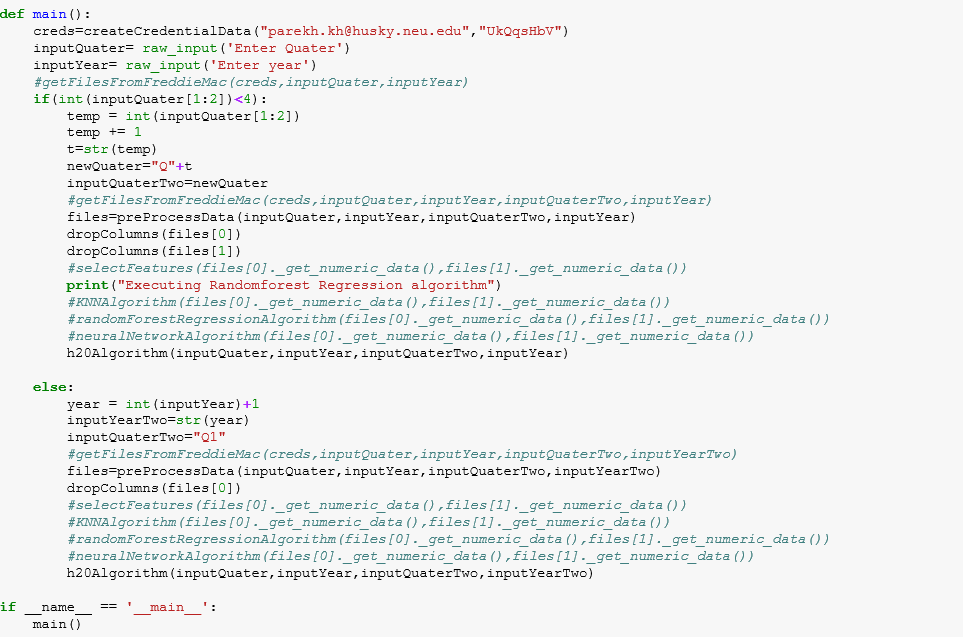 def main():
    creds=createCredentialData("parekh.kh@husky.neu.edu","UkQqsHbV")
    inputQuater= raw_input('Enter Quater')
    inputYear= raw_input('Enter year')
    #getFilesFromFreddieMac(creds,inputQuater,inputYear)
    if(int(inputQuater[1:2])<4):
        temp = int(inputQuater[1:2])
        temp += 1
        t=str(temp)
        newQuater="Q"+t
        inputQuaterTwo=newQuater
        #getFilesFromFreddieMac(creds,inputQuater,inputYear,inputQuaterTwo,inputYear)
        files=preProcessData(inputQuater,inputYear,inputQuaterTwo,inputYear)
        dropColumns(files[0])
        dropColumns(files[1])
        #selectFeatures(files[0]._get_numeric_data(),files[1]._get_numeric_data())
        print("Executing Randomforest Regression algorithm")
        #KNNAlgorithm(files[0]._get_numeric_data(),files[1]._get_numeric_data())
        #randomForestRegressionAlgorithm(files[0]._get_numeric_data(),files[1]._get_numeric_data())
        #neuralNetworkAlgorithm(files[0]._get_numeric_data(),files[1]._get_numeric_data())
        h20Algorithm(inputQuater,inputYear,inputQuaterTwo,inputYear)

    else:
        year = int(inputYear)+1
        inputYearTwo=str(year)
        inputQuaterTwo="Q1"
        #getFilesFromFreddieMac(creds,inputQuater,inputYear,inputQuaterTwo,inputYearTwo)
        files=preProcessData(inputQuater,inputYear,inputQuaterTwo,inputYearTwo)
        dropColumns(files[0])
        #selectFeatures(files[0]._get_numeric_data(),files[1]._get_numeric_data())
        #KNNAlgorithm(files[0]._get_numeric_data(),files[1]._get_numeric_data())
        #randomForestRegressionAlgorithm(files[0]._get_numeric_data(),files[1]._get_numeric_data())
        #neuralNetworkAlgorithm(files[0]._get_numeric_data(),files[1]._get_numeric_data())
        h20Algorithm(inputQuater,inputYear,inputQuaterTwo,inputYearTwo)

if __name__ == '__main__':
    main()